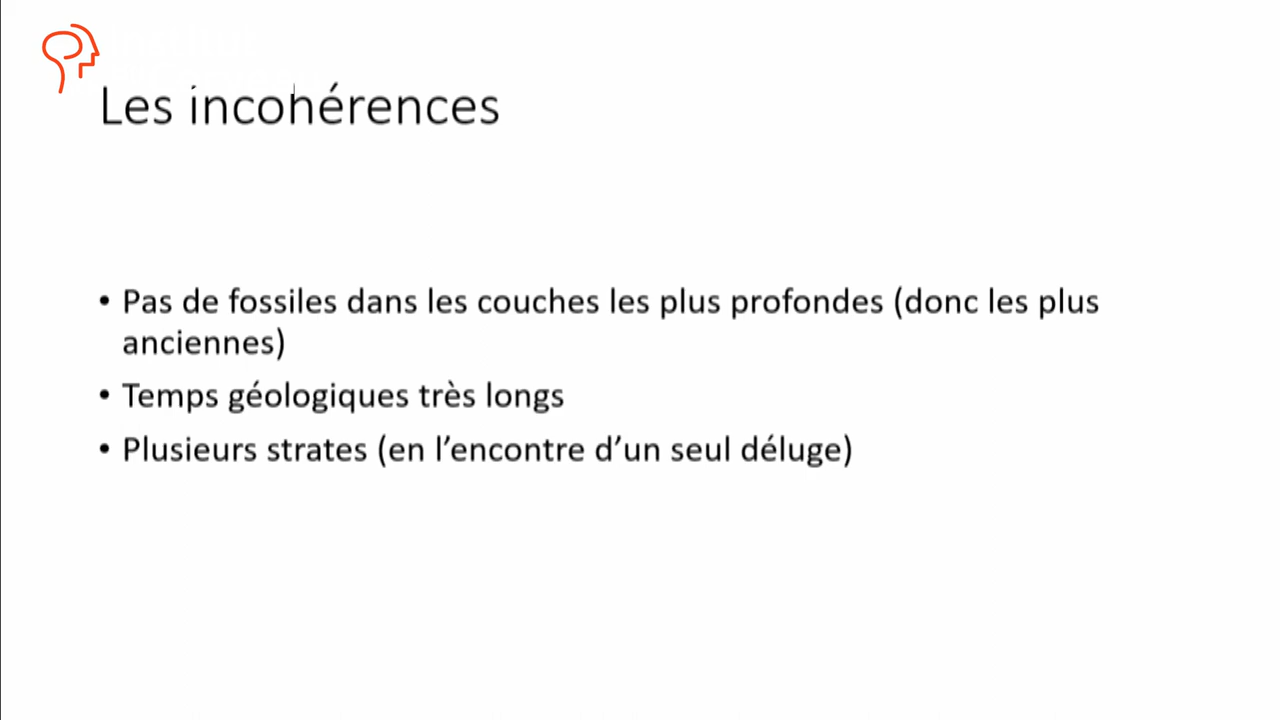 Les incohérences
• Pas de fossiles dans les couches les plus profondes (donc les plus
anciennes)
• Temps géologiques très longs
• Plusieurs strates (en l’encontre d’un seul déluge)